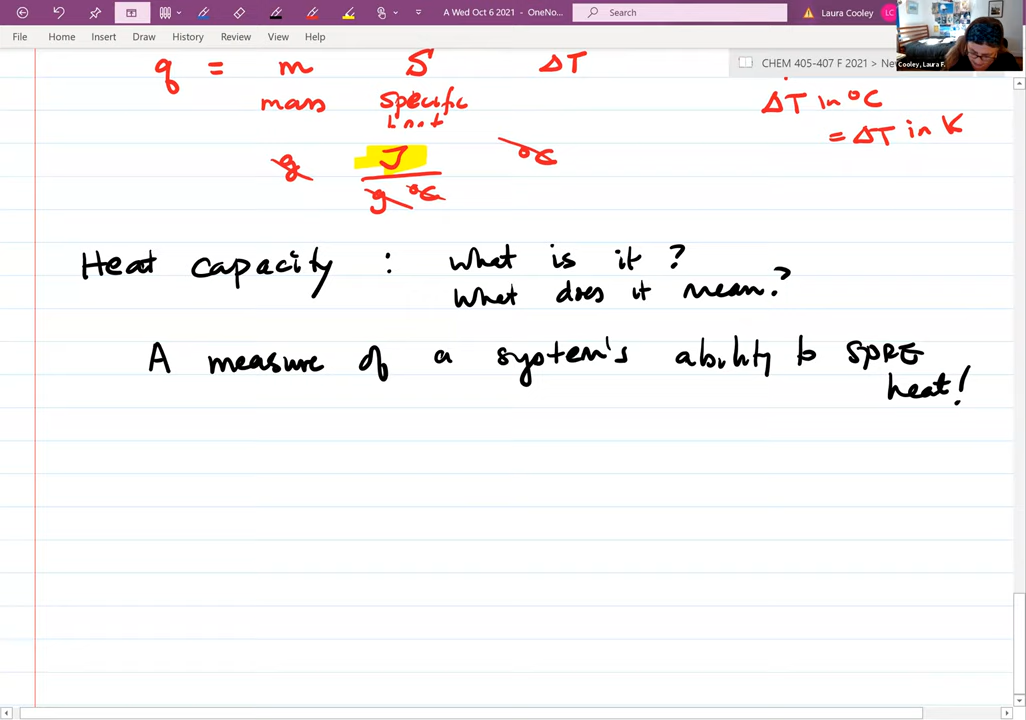 A Wed Oct 6 2021 - OneNo...
Search
Laura Cooley
LC
File Home Insert Draw History Review View Help
CHEM 405-407 F 2021 > Ne
Cooley, Laura F.
q = m S ΔT
mass specific
heat
ΔT in °C
= ΔT in K
g J °C
g °C
Heat capacity : What is it?
What does it mean?
A measure of a system's ability to SPRE
heat!